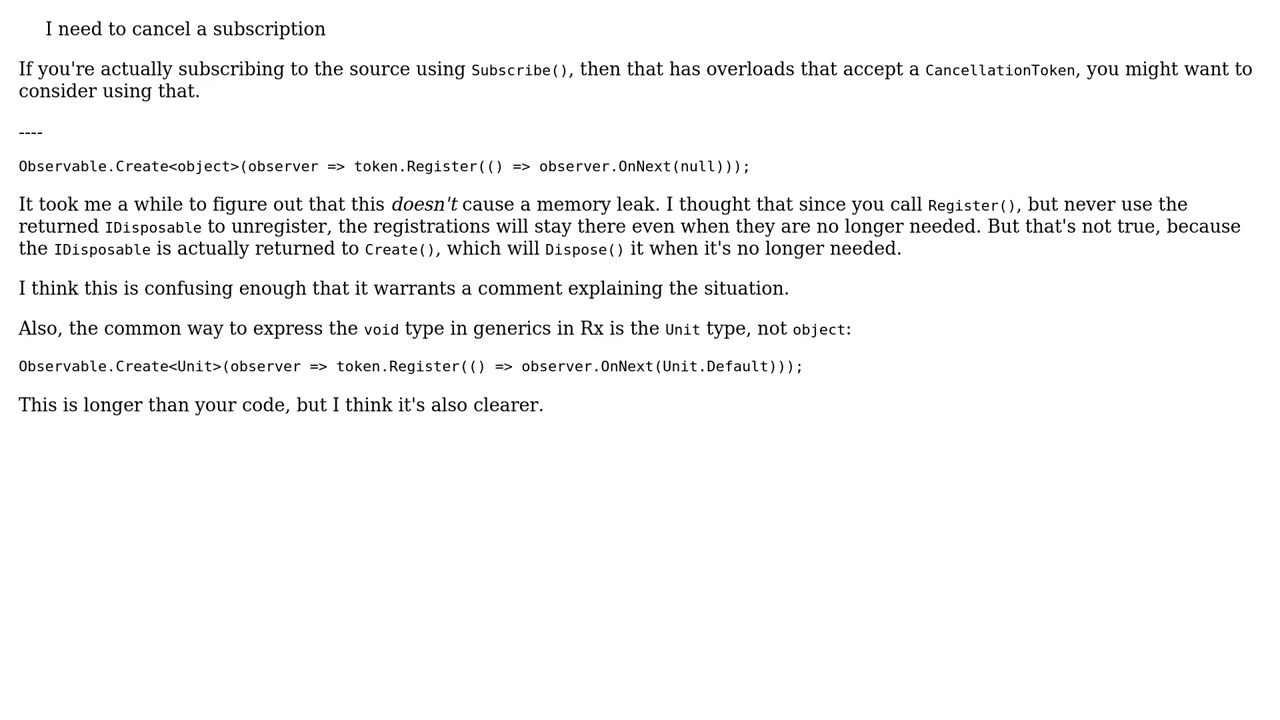 I need to cancel a subscription
If you're actually subscribing to the source using Subscribe(), then that has overloads that accept a CancellationToken, you might want to
consider using that.
----
Observable.Create<object>(observer => token.Register(() => observer.OnNext(null)));
It took me a while to figure out that this doesn't cause a memory leak. I thought that since you call Register(), but never use the
returned IDisposable to unregister, the registrations will stay there even when they are no longer needed. But that's not true, because
the IDisposable is actually returned to Create(), which will Dispose() it when it's no longer needed.
I think this is confusing enough that it warrants a comment explaining the situation.
Also, the common way to express the void type in generics in Rx is the Unit type, not object:
Observable.Create<Unit>(observer => token.Register(() => observer.OnNext(Unit.Default)));
This is longer than your code, but I think it's also clearer.